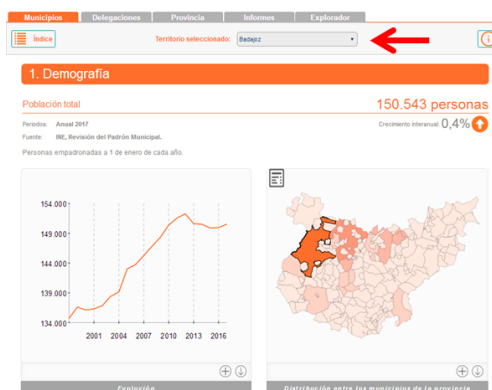 Municipios Delegaciones Provincia Informes Explorador
Índice Territorio seleccionado: Badajoz
1. Demografía
Población total 150.543 personas
Periodos: Anual 2017 Crecimiento interanual: 0,4%
Fuente: INE, Revisión del Padrón Municipal.
Personas empadronadas a 1 de enero de cada año.
154.000
149.000
144.000
139.000
134.000
2001 2004 2007 2010 2013 2016
Evolución Distribución entre los municipios de la provincia